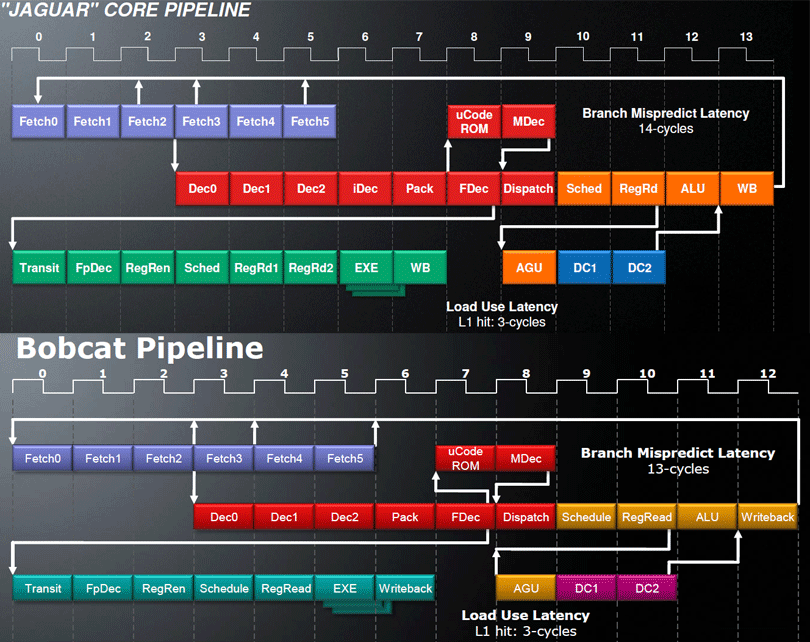 "JAGUAR" CORE PIPELINE
0 1 2 3 4 5 6 7 8 9 10 11 12 13
Fetch0 Fetch1 Fetch2 Fetch3 Fetch4 Fetch5
uCode ROM
MDec
Branch Mispredict Latency
14-cycles
Dec0 Dec1 Dec2 iDec Pack FDec Dispatch Sched RegRd ALU WB
Transit FpDec RegRen Sched RegRd1 RegRd2 EXE WB
AGU DC1 DC2
Load Use Latency
L1 hit: 3-cycles
Bobcat Pipeline
0 1 2 3 4 5 6 7 8 9 10 11 12
Fetch0 Fetch1 Fetch2 Fetch3 Fetch4 Fetch5
uCode ROM
MDec
Branch Mispredict Latency
13-cycles
Dec0 Dec1 Dec2 Pack FDec Dispatch Schedule RegRead ALU Writeback
Transit FpDec RegRen Schedule RegRead EXE Writeback
AGU DC1 DC2
Load Use Latency
L1 hit: 3-cycles